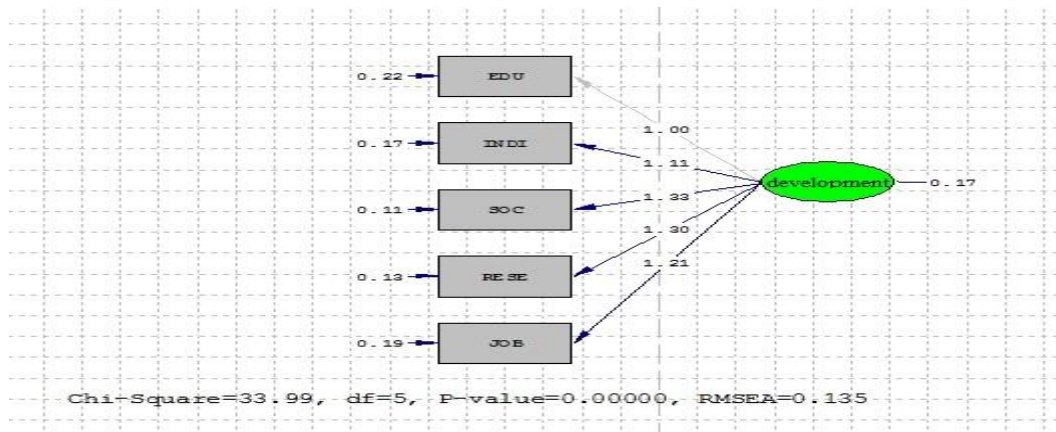 0.22 EDU
1.00
0.17 INDI
1.11
development 0.17
1.33
0.11 SOC
1.30
1.21
0.13 RESE
0.19 JOB
Chi-Square=33.99, df=5, P-value=0.00000, RMSEA=0.135